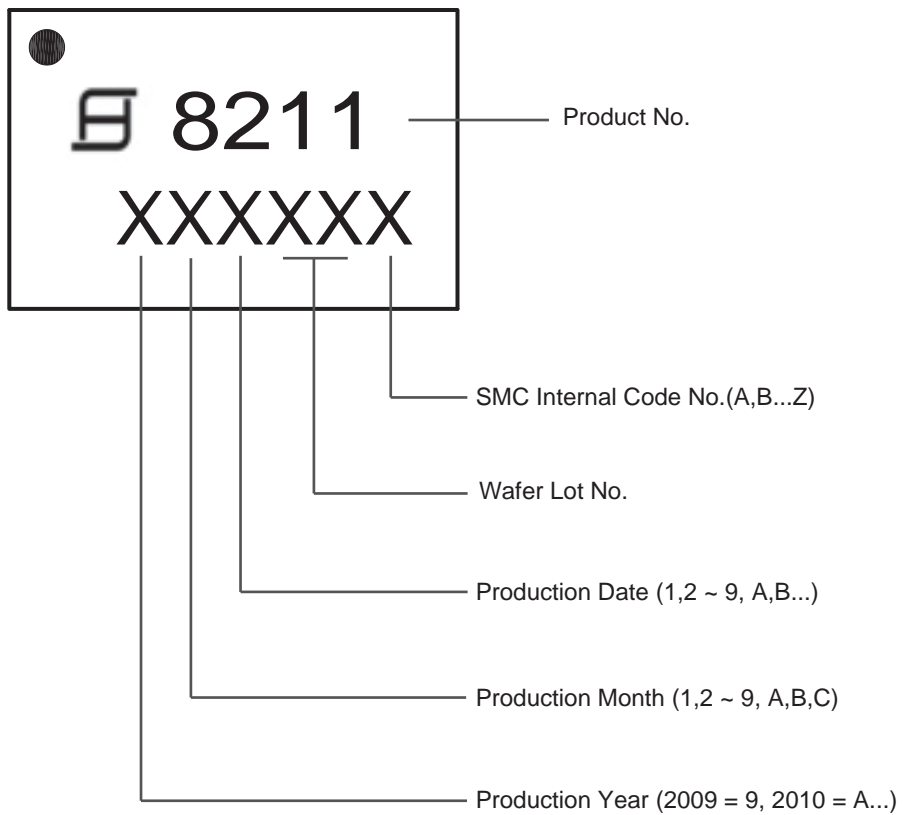 8211
Product No.
XXXXXX
SMC Internal Code No.(A,B...Z)
Wafer Lot No.
Production Date (1,2 ~ 9, A,B...)
Production Month (1,2 ~ 9, A,B,C)
Production Year (2009 = 9, 2010 = A...)